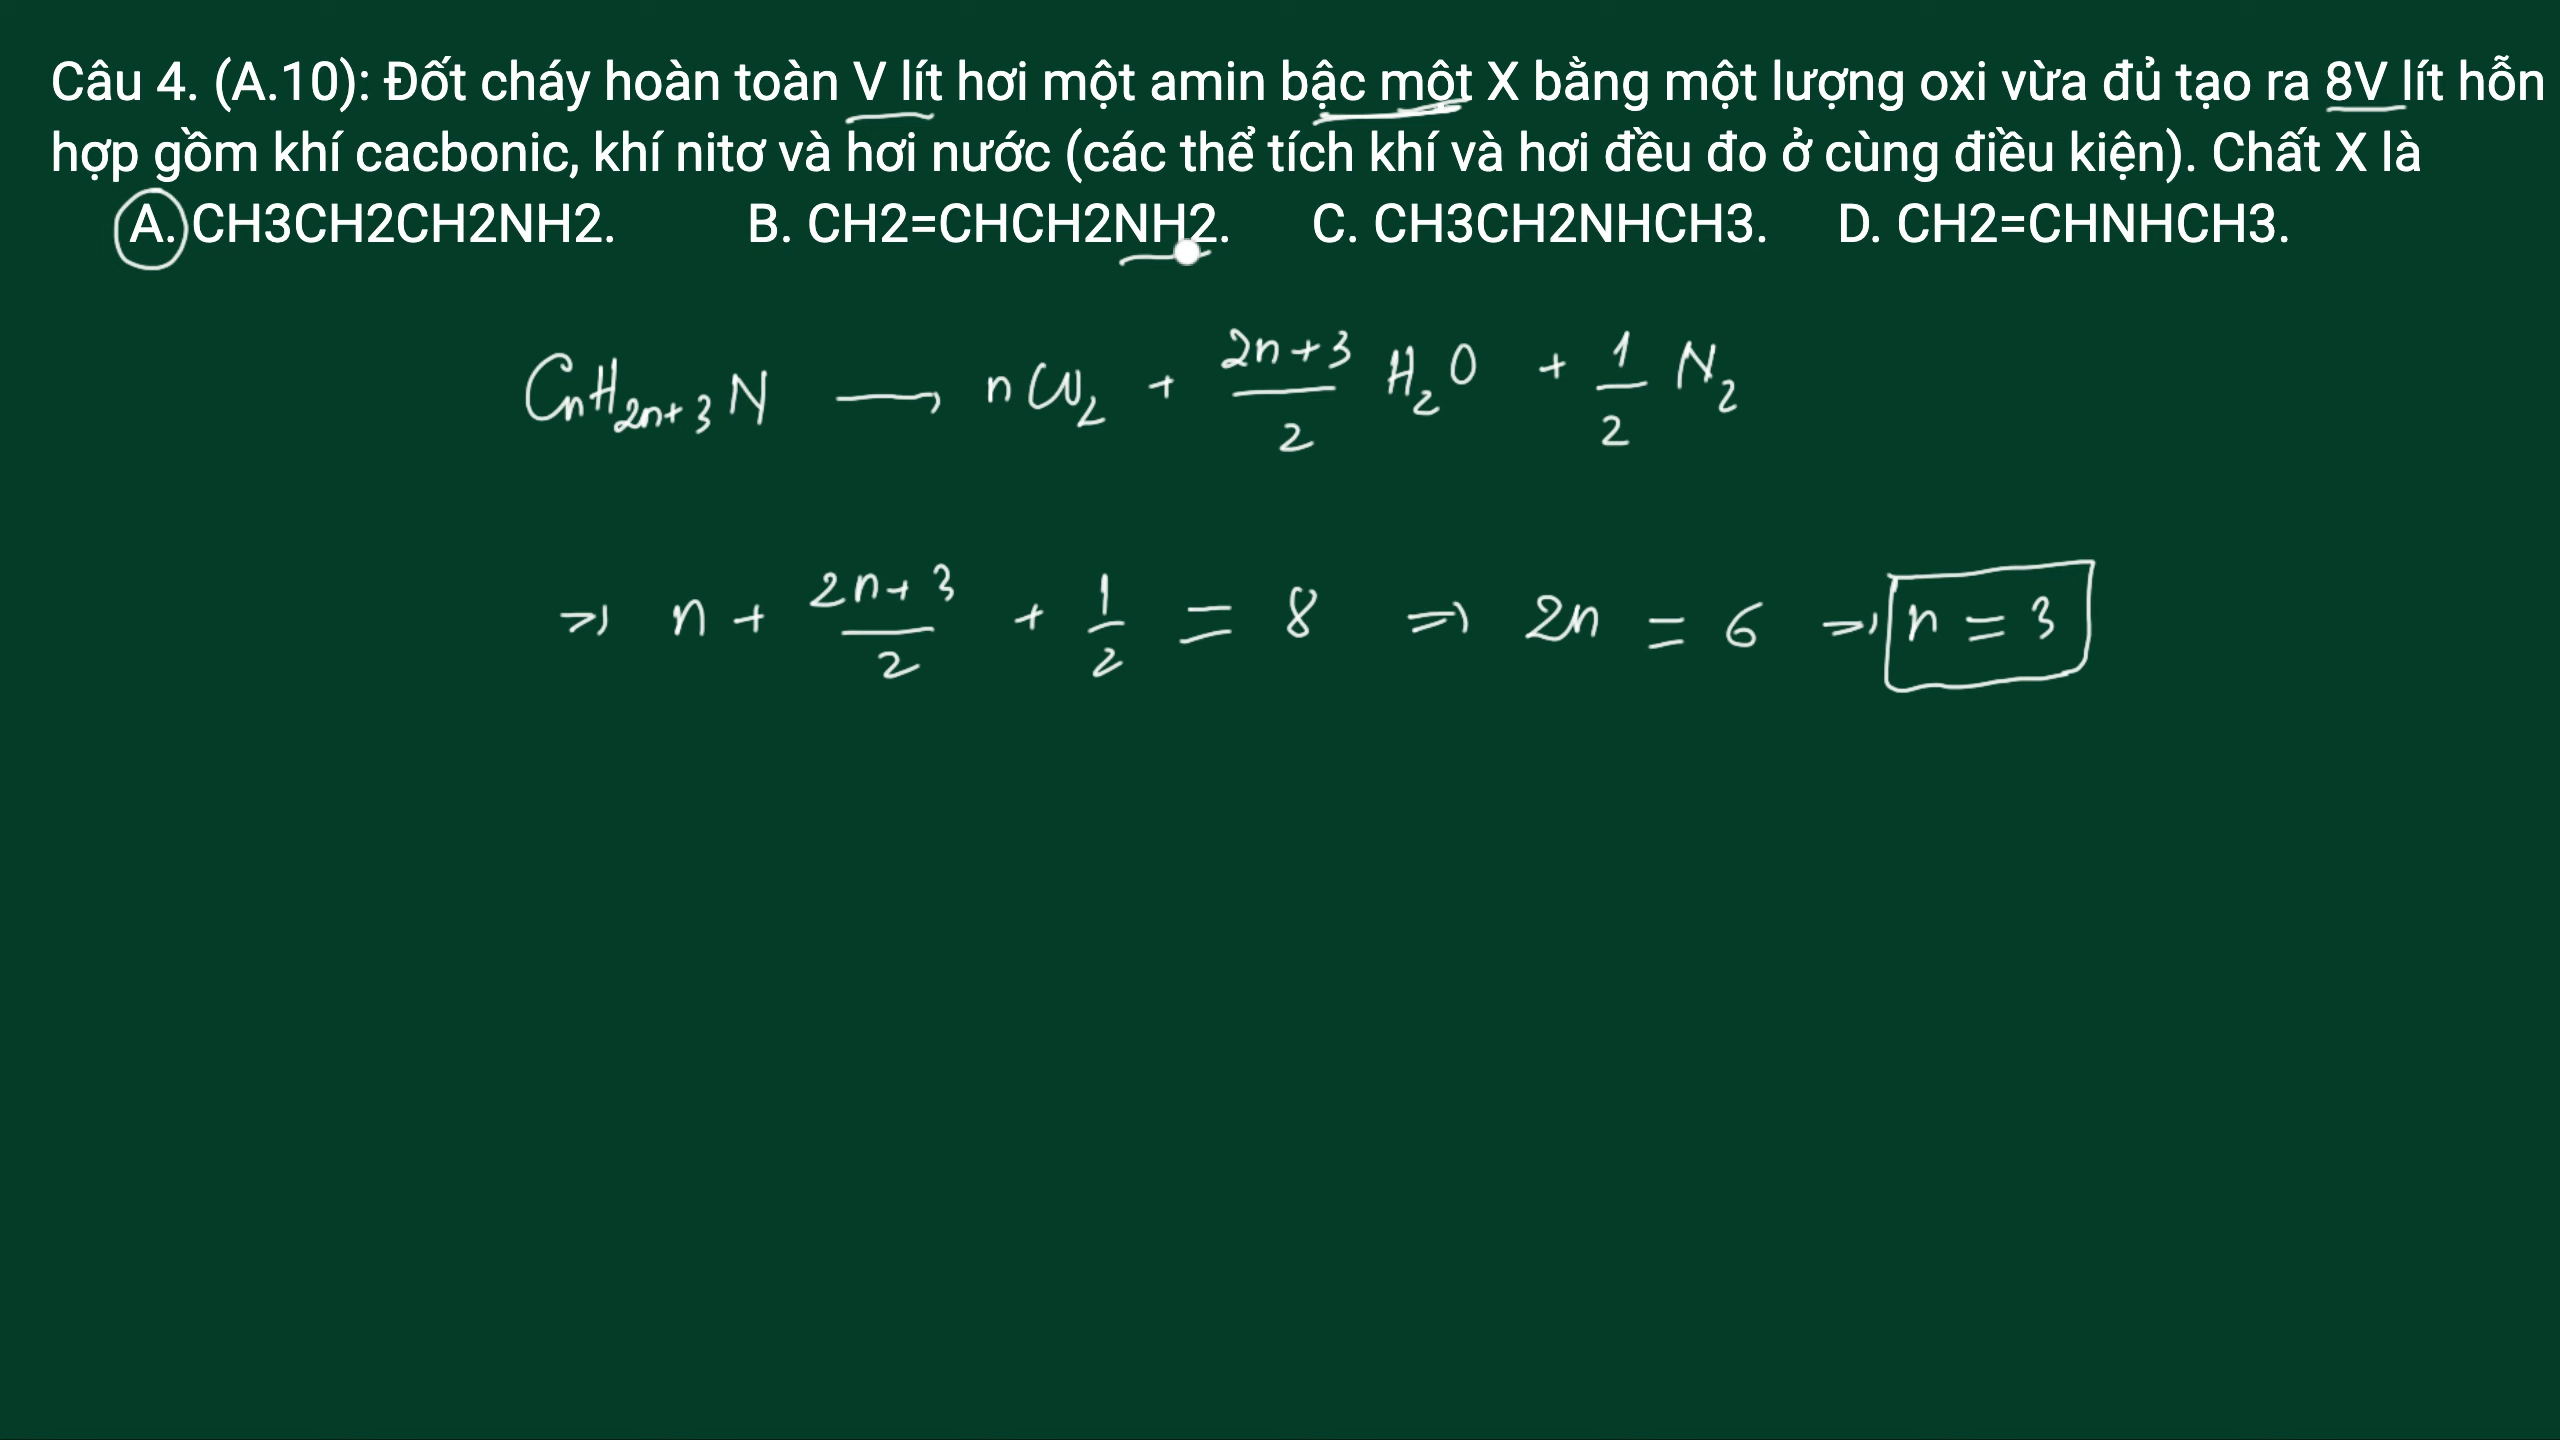 Câu 4. (A.10): Đốt cháy hoàn toàn V lít hơi một amin bậc một X bằng một lượng oxi vừa đủ tạo ra 8V lít hỗn
hợp gồm khí cacbonic, khí nitơ và hơi nước (các thể tích khí và hơi đều đo ở cùng điều kiện). Chất X là
A. CH3CH2CH2NH2. B. CH2=CHCH2NH2. C. CH3CH2NHCH3. D. CH2=CHNHCH3.
CnH2n+3N → nCO2 + (2n+3)/2 H2O + 1/2 N2
⇒ n + (2n+3)/2 + 1/2 = 8 ⇒ 2n = 6 ⇒ n = 3